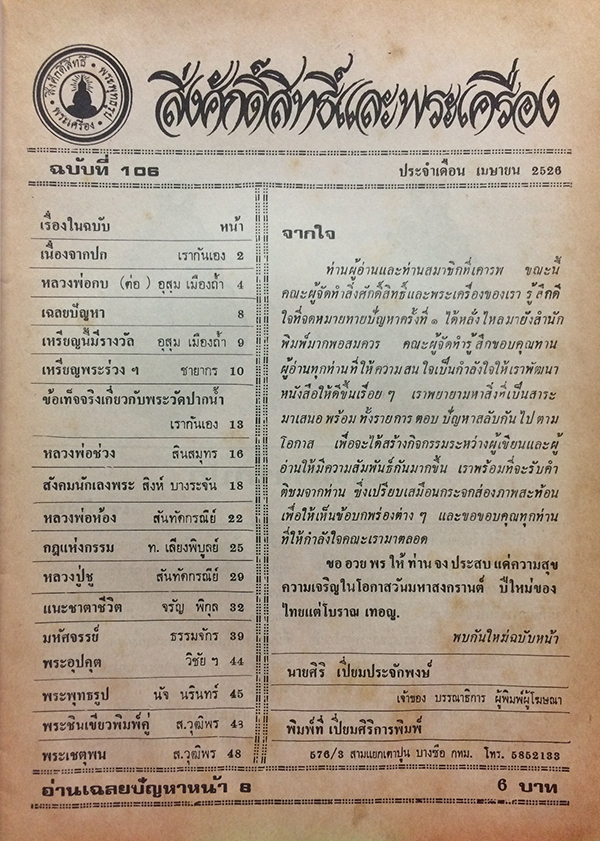 สิ่งศักดิ์สิทธิ์ • พระพุทธรูป • พระเครื่อง •
สิ่งศักดิ์สิทธิ์และพระเครื่อง
ฉบับที่ 106
ประจำเดือน เมษายน 2526
เรื่องในฉบับ หน้า
เนื่องจากปก เรากันเอง 2
หลวงพ่อกบ (ต่อ) อุสุม เมืองถ้ำ 4
เฉลยปัญหา 8
เหรียญนี้มีรางวัล อุสุม เมืองถ้ำ 9
เหรียญพระร่วง ฯ ชายากร 10
ข้อเท็จจริงเกี่ยวกับพระวัดปากน้ำ
เรากันเอง 13
หลวงพ่อช่วง สินสมุทร 16
สังคมนักเลงพระ สิงห์ บางระจัน 18
หลวงพ่อห้อง สันทัดกรณีย์ 22
กฎแห่งกรรม ท. เลียงพิบูลย์ 25
หลวงปู่ชู สันทัดกรณีย์ 29
แนะชาตาชีวิต จรัญ พิกุล 32
มหัศจรรย์ ธรรมจักร 39
พระอุปคุต วิชัย ฯ 44
พระพุทธรูป นัจ นรินทร์ 45
พระชินเขียวพิมพ์คู่ ส.วุฒิพร 43
พระเชตุพน ส.วุฒิพร 48
จากใจ
ท่านผู้อ่านและท่านสมาชิกที่เคารพ ขณะนี้
คณะผู้จัดทำสิ่งศักดิ์สิทธิ์และพระเครื่องของเรา รู้สึกดี
ใจที่จดหมายทายปัญหาครั้งที่ ๑ ได้หลั่งไหลมายังสำนัก
พิมพ์มากพอสมควร คณะผู้จัดทำรู้สึกขอบคุณท่าน
ผู้อ่านทุกท่านที่ให้ความสนใจเป็นกำลังใจให้เราพัฒนา
หนังสือให้ดีขึ้นเรื่อย ๆ เราพยายามหาสิ่งที่เป็นสาระ
มาเสนอ พร้อม ทั้งรายการ ตอบ ปัญหาสลับกัน ไป ตาม
โอกาส เพื่อจะได้สร้างกิจกรรมระหว่างผู้เขียนและผู้
อ่านให้มีความสัมพันธ์กันมากขึ้น เราพร้อมที่จะรับคำ
ติชมจากท่าน ซึ่งเปรียบเสมือนกระจกส่องภาพสะท้อน
เพื่อให้เห็นข้อบกพร่องต่าง ๆ และขอขอบคุณทุกท่าน
ที่ให้กำลังใจคณะเรามาตลอด
ขอ อวย พร ให้ ท่าน จง ประสบ แด่ความสุข
ความเจริญในโอกาสวันมหาสงกรานต์ ปีใหม่ของ
ไทยแต่โบราณ เทอญ.
พบกันใหม่ฉบับหน้า
นายศิริ เปี่ยมประจักพงษ์
เจ้าของ บรรณาธิการ ผู้พิมพ์ผู้โฆษณา
พิมพ์ที่ เปี่ยมศิริการพิมพ์
576/3 สามแยกเตาปูน บางซื่อ กทม. โทร. 5852133
อ่านเฉลยปัญหาหน้า 8
6 บาท